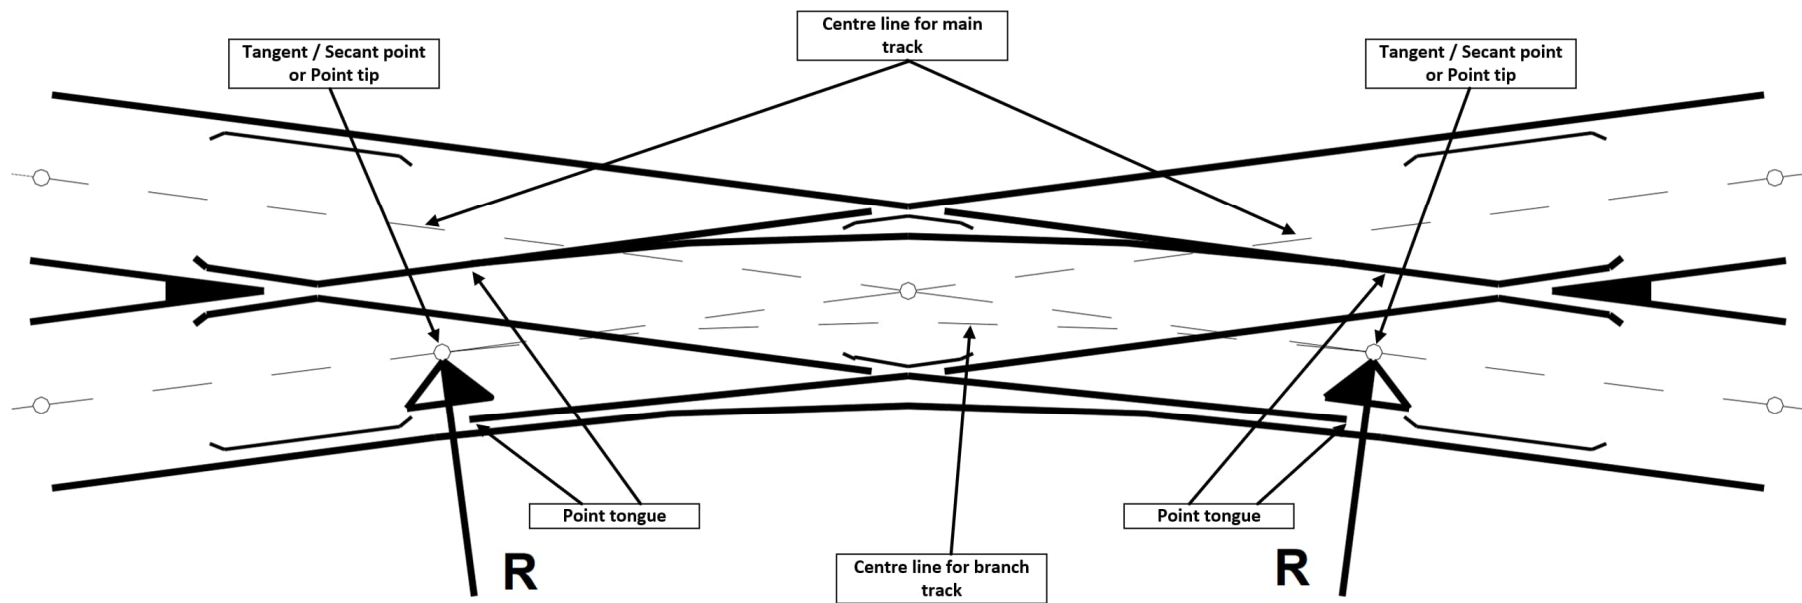 Centre line for main
track
Tangent / Secant point
or Point tip
Tangent / Secant point
or Point tip
Point tongue
Point tongue
R
R
Centre line for branch
track